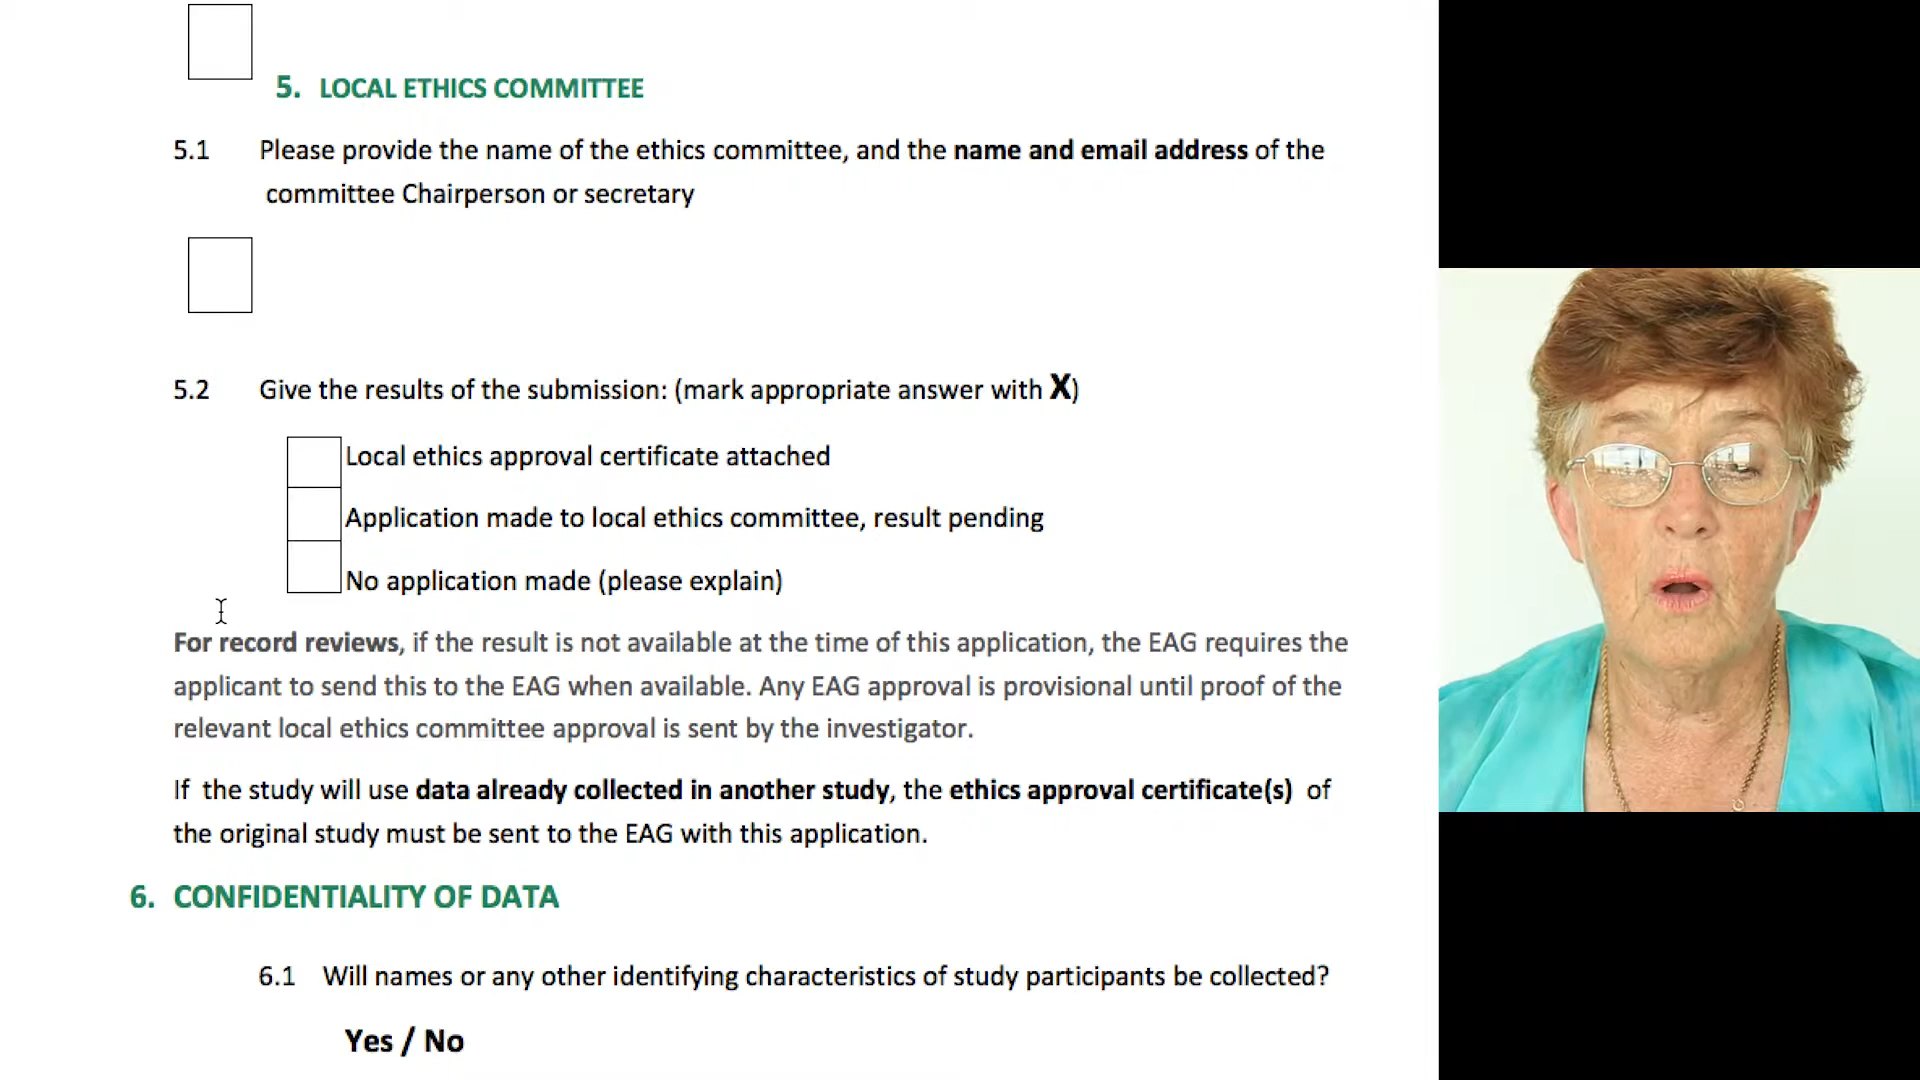 5. LOCAL ETHICS COMMITTEE
5.1 Please provide the name of the ethics committee, and the name and email address of the
committee Chairperson or secretary
5.2 Give the results of the submission: (mark appropriate answer with X)
Local ethics approval certificate attached
Application made to local ethics committee, result pending
No application made (please explain)
For record reviews, if the result is not available at the time of this application, the EAG requires the
applicant to send this to the EAG when available. Any EAG approval is provisional until proof of the
relevant local ethics committee approval is sent by the investigator.
If the study will use data already collected in another study, the ethics approval certificate(s) of
the original study must be sent to the EAG with this application.
6. CONFIDENTIALITY OF DATA
6.1 Will names or any other identifying characteristics of study participants be collected?
Yes / No